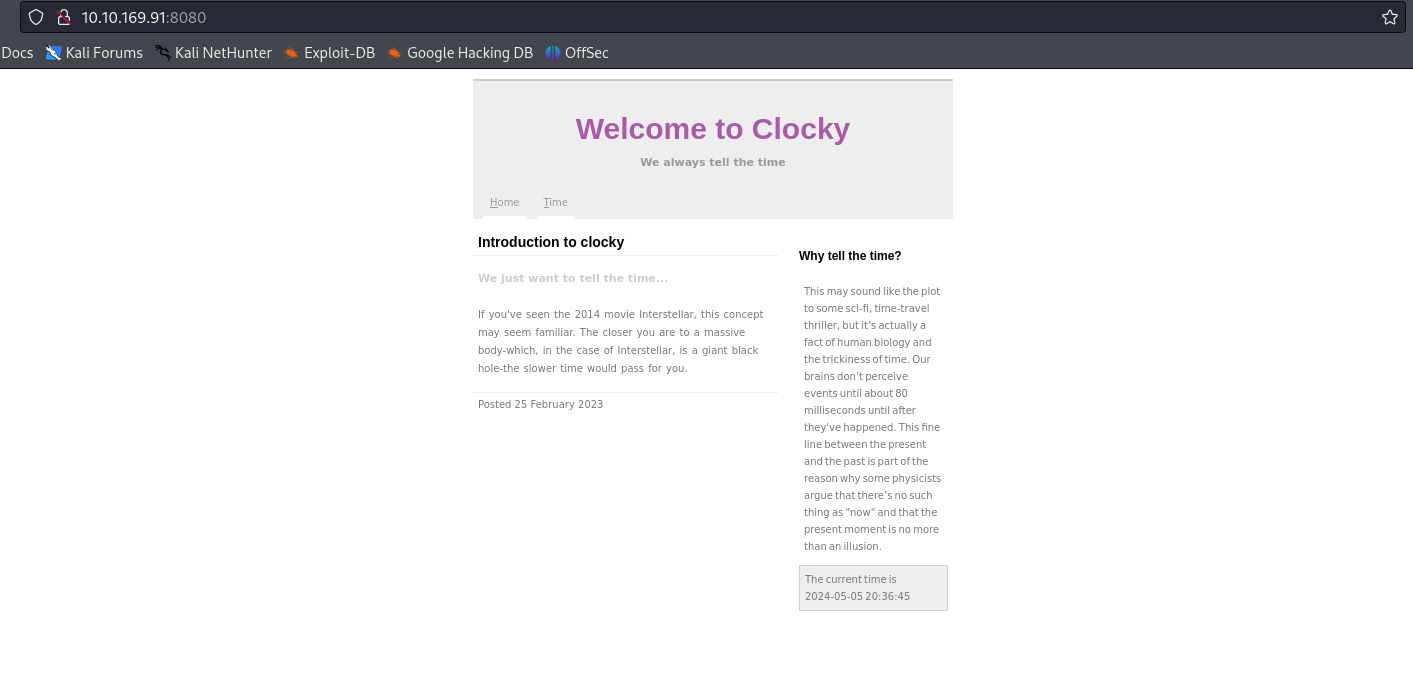 10.10.169.91:8080
Docs Kali Forums Kali NetHunter Exploit-DB Google Hacking DB OffSec
Welcome to Clocky
We always tell the time
Home Time
Introduction to clocky
We just want to tell the time...
If you've seen the 2014 movie Interstellar, this concept
may seem familiar. The closer you are to a massive
body-which, in the case of Interstellar, is a giant black
hole-the slower time would pass for you.
Posted 25 February 2023
Why tell the time?
This may sound like the plot
to some sci-fi, time-travel
thriller, but it’s actually a
fact of human biology and
the trickiness of time. Our
brains don’t perceive
events until about 80
milliseconds until after
they've happened. This fine
line between the present
and the past is part of the
reason why some physicists
argue that there’s no such
thing as "now" and that the
present moment is no more
than an illusion.
The current time is
2024-05-05 20:36:45